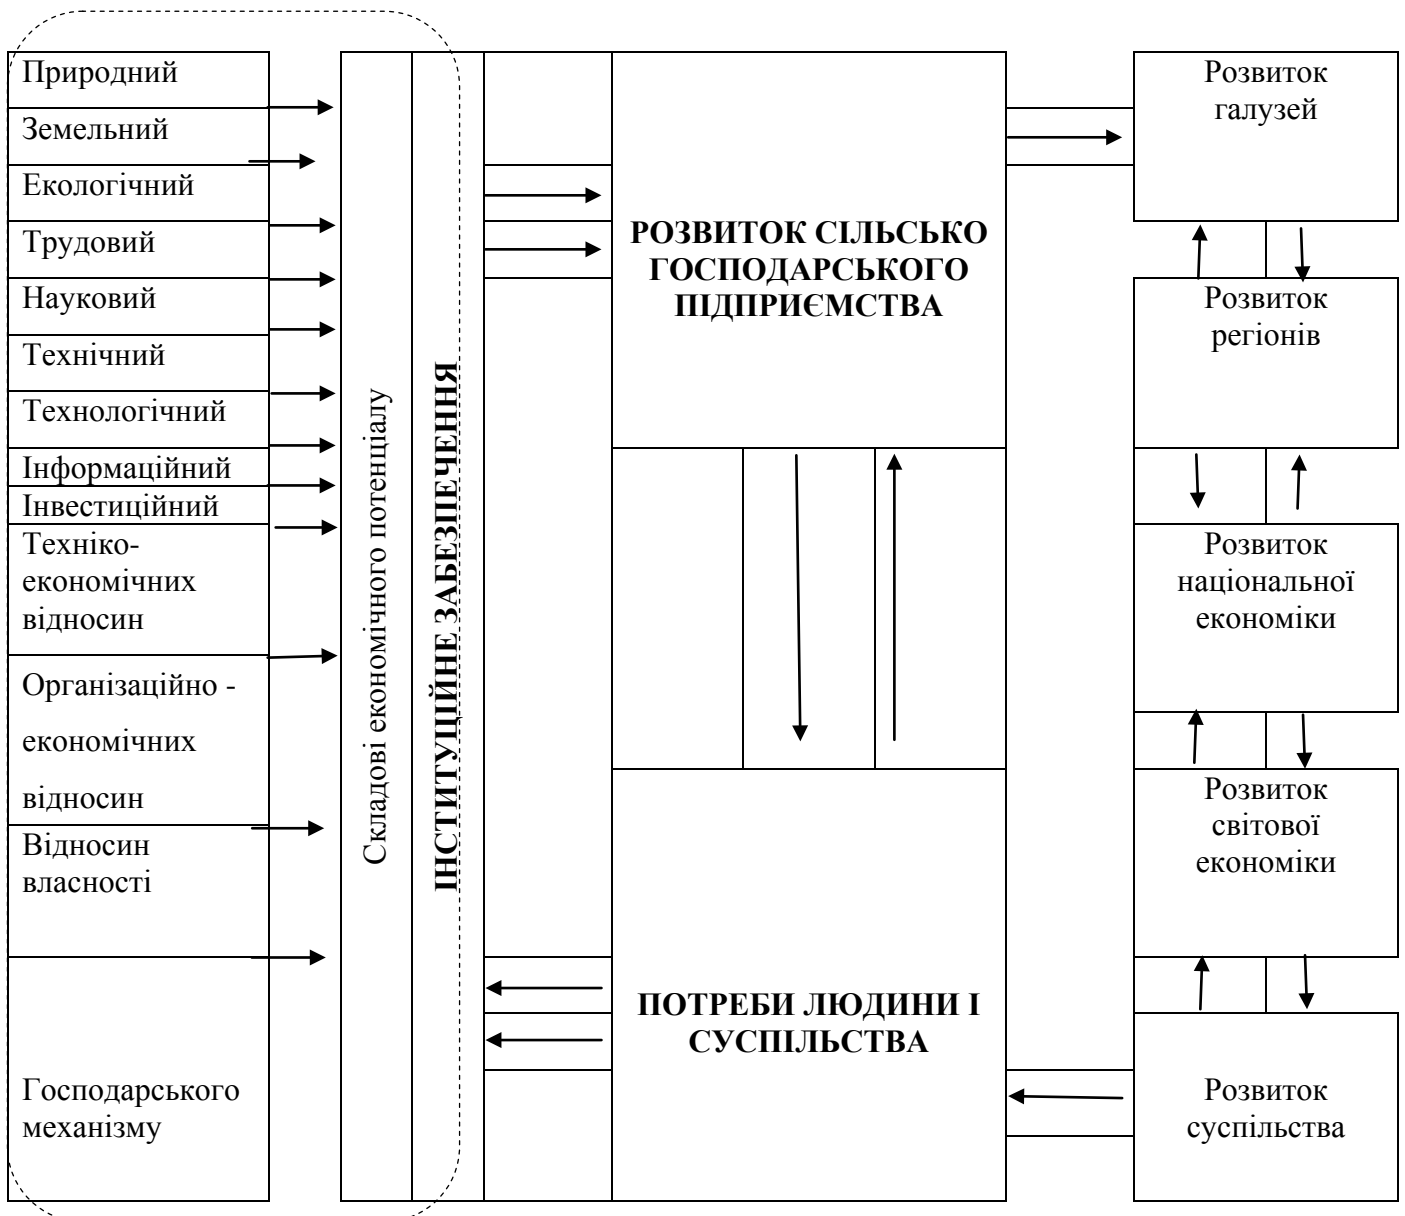 Природний
Земельний
Екологічний
Трудовий
Науковий
Технічний
Технологічний
Інформаційний
Інвестиційний
Техніко-
економічних
відносин
Організаційно -
економічних
відносин
Відносин
власності
Господарського
механізму
Складові економічного потенціалу
ІНСТИТУЦІЙНЕ ЗАБЕЗПЕЧЕННЯ
РОЗВИТОК СІЛЬСЬКО
ГОСПОДАРСЬКОГО
ПІДПРИЄМСТВА
ПОТРЕБИ ЛЮДИНИ І
СУСПІЛЬСТВА
Розвиток
галузей
Розвиток
регіонів
Розвиток
національної
економіки
Розвиток
світової
економіки
Розвиток
суспільства